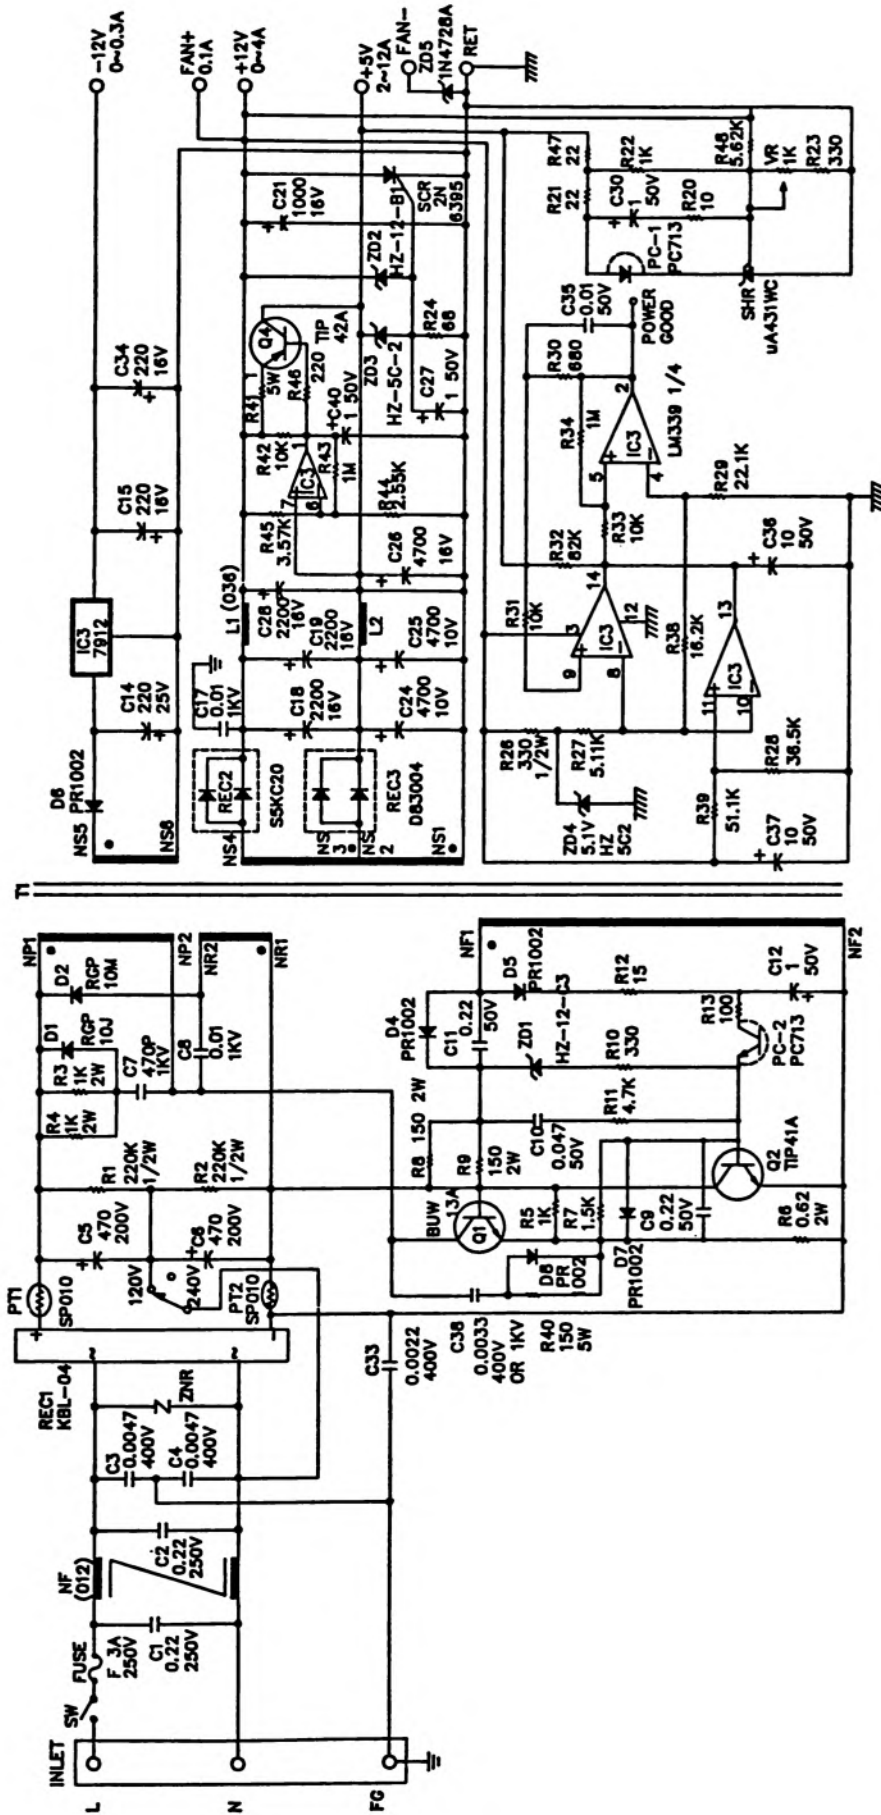 INLET
L
N
FG
SW
FUSE
F 3A
250V
C1
0.22
250V
NF
(012)
C2
0.22
250V
C3
0.0047
400V
C4
0.0047
400V
ZNR
REC1
KBL-04
~
~
+
−
PT1
SP010
120V
240V
PT2
SP010
C5
470
200V
C6
470
200V
R1
220K
1/2W
R2
220K
1/2W
R4
1K
2W
R3
1K
2W
D1
RGP
10J
C7
470P
1KV
D2
RGP
10M
C8
0.01
1KV
NP1
NP2
NR2
NR1
C33
0.0022
400V
C38
0.0033
400V
OR 1KV
R40
150
5W
D8
PR
1002
BUW
13A
Q1
R8 150 2W
R9
150
2W
R5
1K
R7
1.5K
D7
PR1002
C9
0.22
50V
R6
0.62
2W
Q2
TIP41A
C10
0.047
50V
R11
4.7K
D4
PR1002
C11
0.22
50V
ZD1
HZ-12-C3
R10
330
PC-2
PC713
R13
100
D5
PR1002
R12
15
C12
1
50V
+
NF1
NF2
T1
NS5
NS6
D6
PR1002
C14
220
25V
+
IC3
7912
C15
220
16V
+
C34
220
16V
+
-12V
0~0.3A
FAN+
0.1A
+12V
0~4A
+5V
2~12A
FAN-
ZD5
1N4728A
RET
NS4
NS
3
NS
2
NS1
REC2
S5KC20
REC3
D83004
C17
0.01
1KV
C18
2200
16V
+
C24
4700
10V
+
L1 (036)
C28
2200
16V
+
C19
2200
16V
+
L2
C25
4700
10V
+
C26
4700
16V
+
R45
3.57K
R44
2.55K
R42
10K
R43
1M
IC3
7
6
1
C40
1 50V
+
R41
1
5W
R46
220
Q4
TIP
42A
ZD3
HZ-5C-2
C27
1 50V
+
R24
68
ZD2
HZ-12-B1
C21
1000
16V
+
SCR
2N
6395
R26
330
1/2W
ZD4
5.1V
HZ
5C2
R27
5.11K
R31
10K
IC3
9
8
3
12
14
+
−
R32
82K
R33
10K
R34
1M
R30
680
C35
0.01
50V
IC3
5
4
2
+
−
LM339 1/4
POWER
GOOD
R38
16.2K
R29
22.1K
IC3
11
10
13
+
−
C36
10
50V
+
R39
51.1K
R28
36.5K
C37
10
50V
+
PC-1
PC713
SHR
uA431WC
R21
22
R47
22
C30
1
50V
+
R22
1K
R20
10
R48
5.62K
VR
1K
R23
330